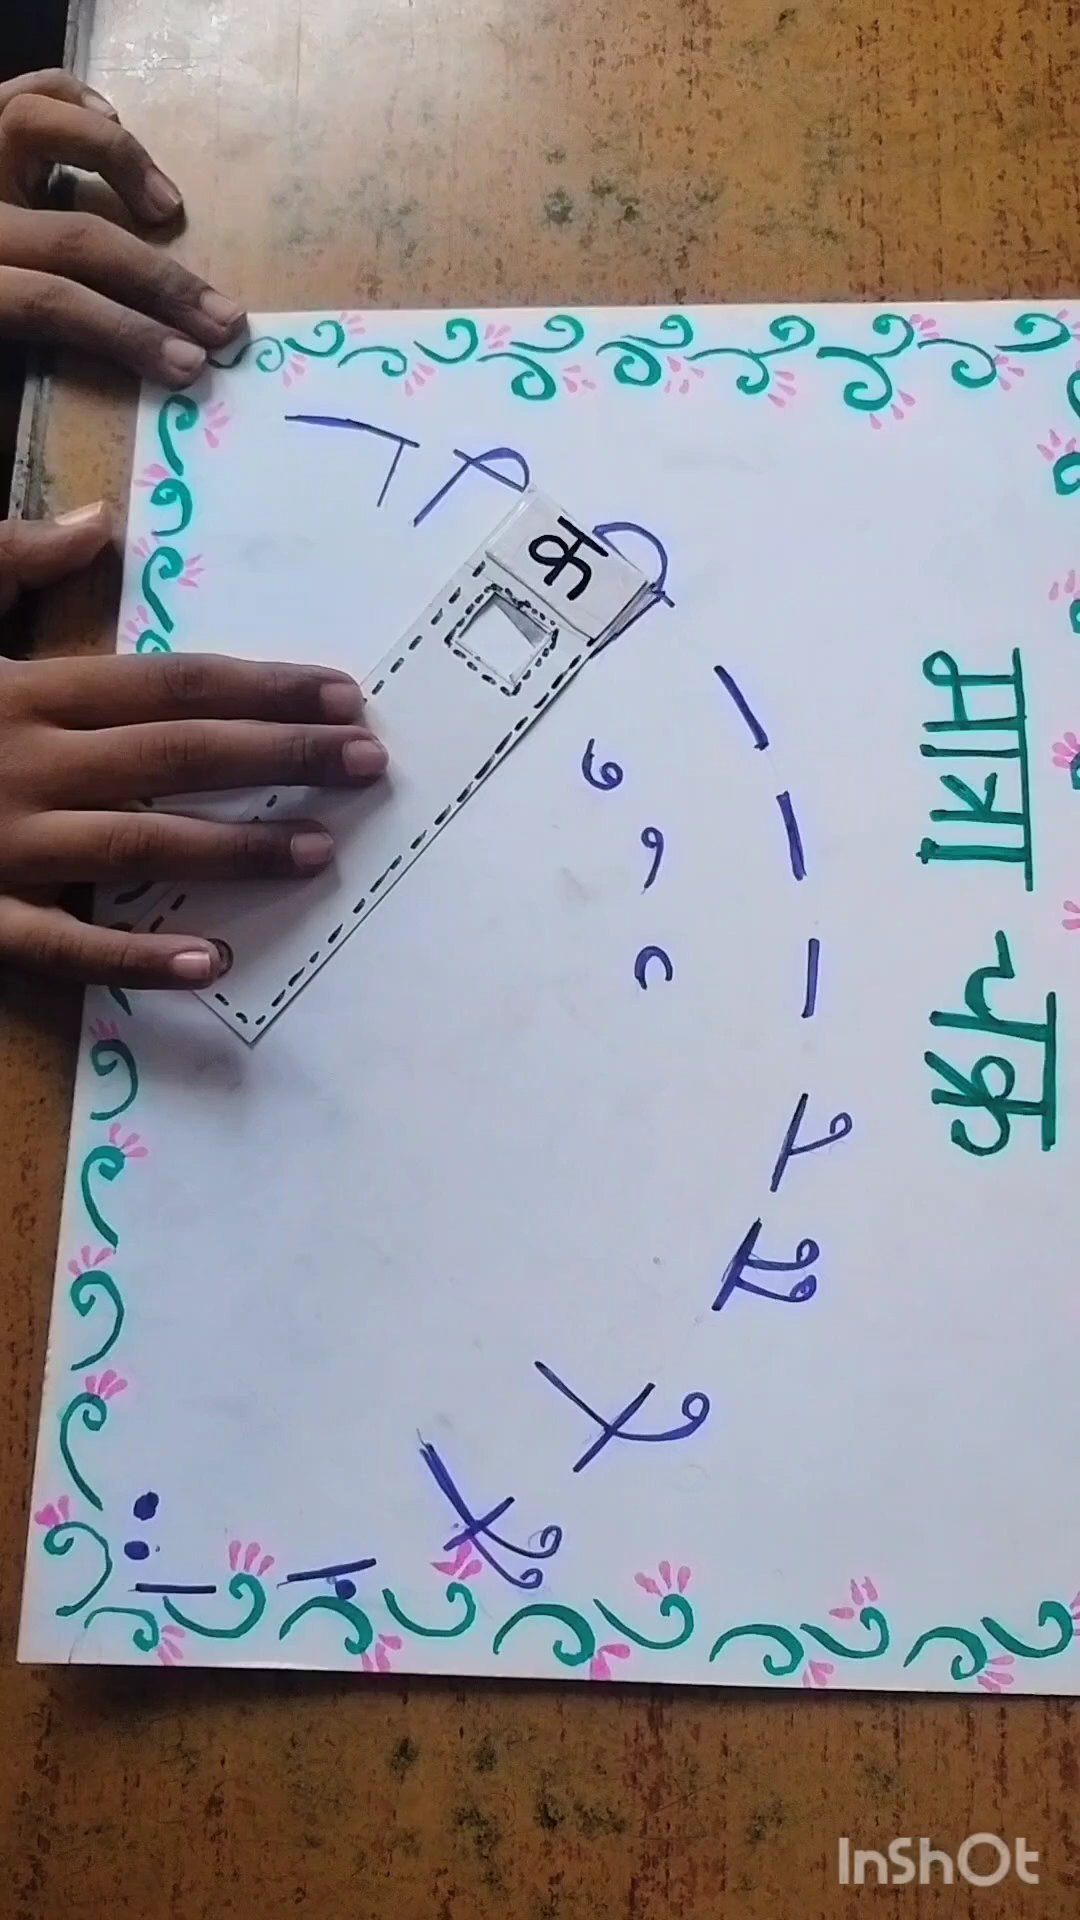 मात्रा चक्र
ा ि क ी
ु ू ृ
े ै ो ौ ं ः
InShOt